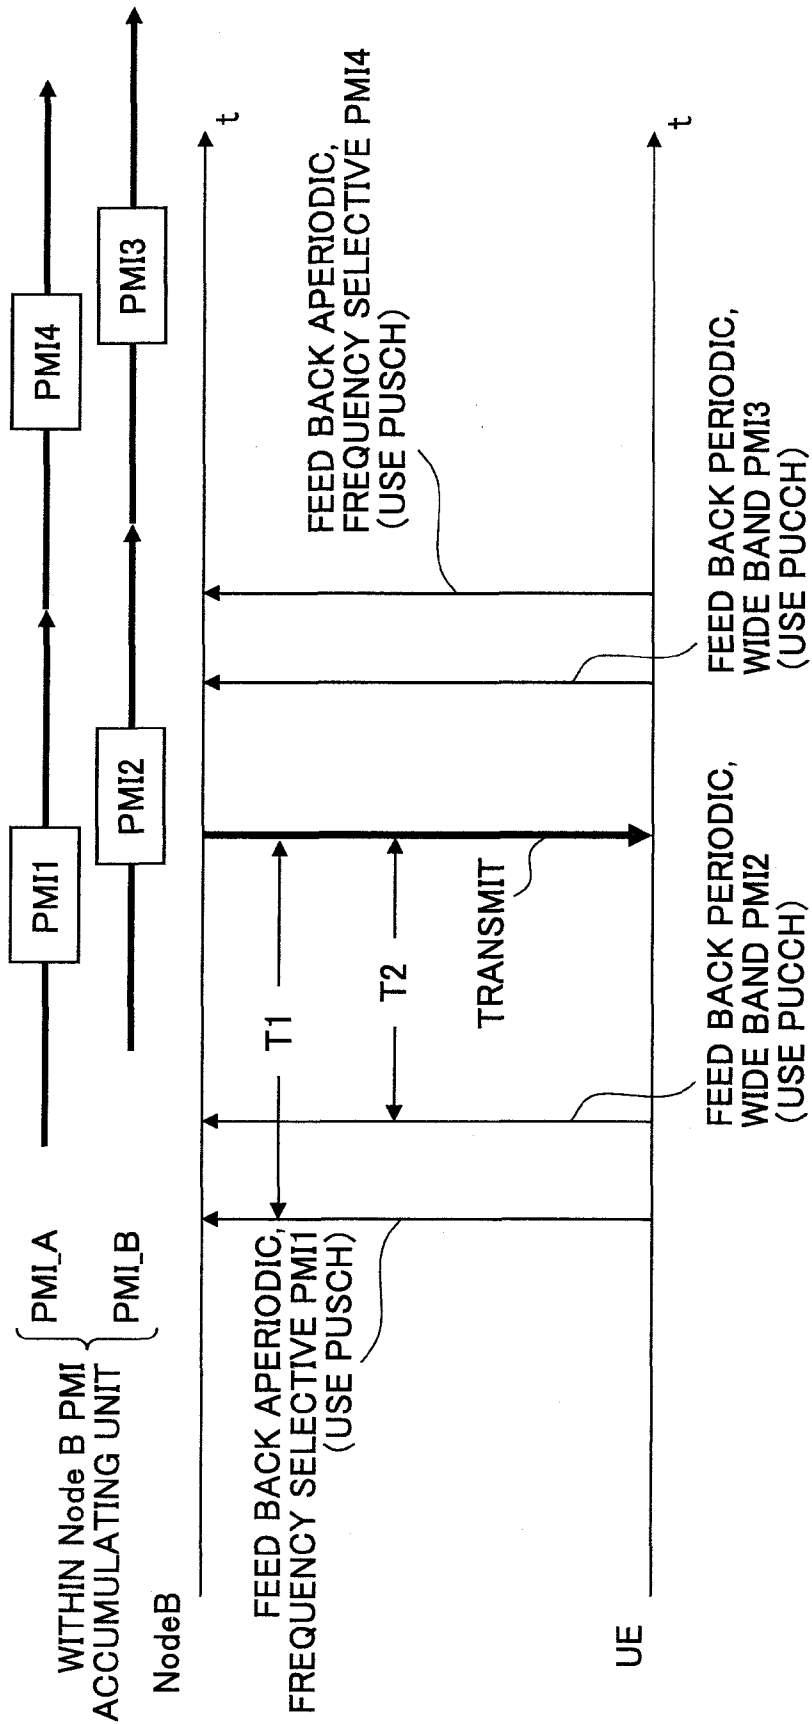 WITHIN Node B PMI
ACCUMULATING UNIT
PMI_A
PMI_B
PMI1
PMI4
PMI2
PMI3
NodeB
t
FEED BACK APERIODIC,
FREQUENCY SELECTIVE PMI1
(USE PUSCH)
T1
T2
TRANSMIT
FEED BACK APERIODIC,
FREQUENCY SELECTIVE PMI4
(USE PUSCH)
UE
t
FEED BACK PERIODIC,
WIDE BAND PMI2
(USE PUCCH)
FEED BACK PERIODIC,
WIDE BAND PMI3
(USE PUCCH)